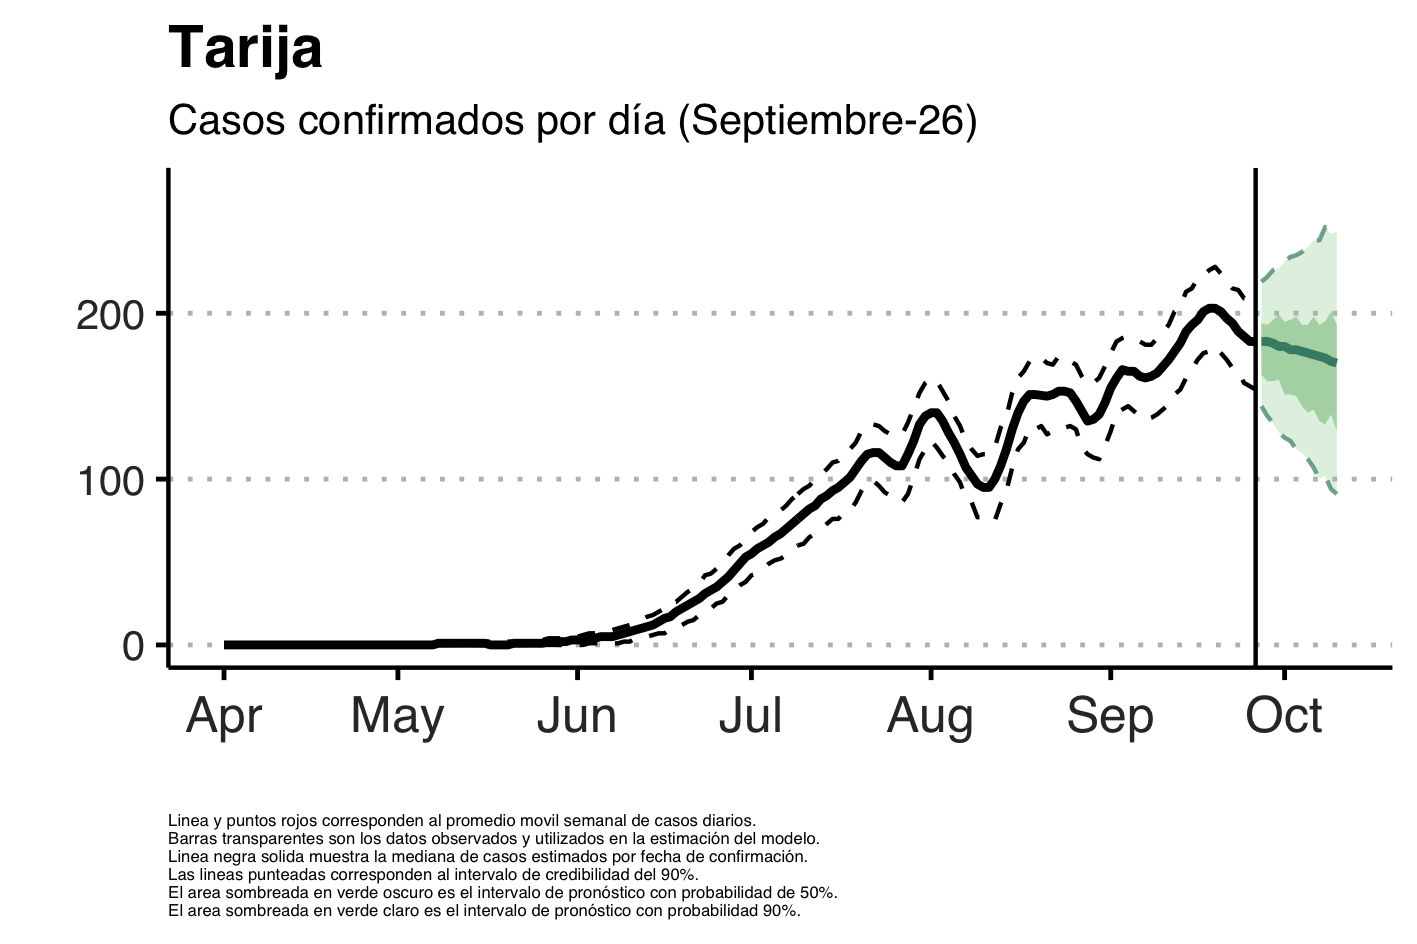 Tarija
Casos confirmados por día (Septiembre-26)
200
100
0
Apr May Jun Jul Aug Sep Oct
Linea y puntos rojos corresponden al promedio movil semanal de casos diarios.
Barras transparentes son los datos observados y utilizados en la estimación del modelo.
Linea negra solida muestra la mediana de casos estimados por fecha de confirmación.
Las lineas punteadas corresponden al intervalo de credibilidad del 90%.
El area sombreada en verde oscuro es el intervalo de pronóstico con probabilidad de 50%.
El area sombreada en verde claro es el intervalo de pronóstico con probabilidad 90%.